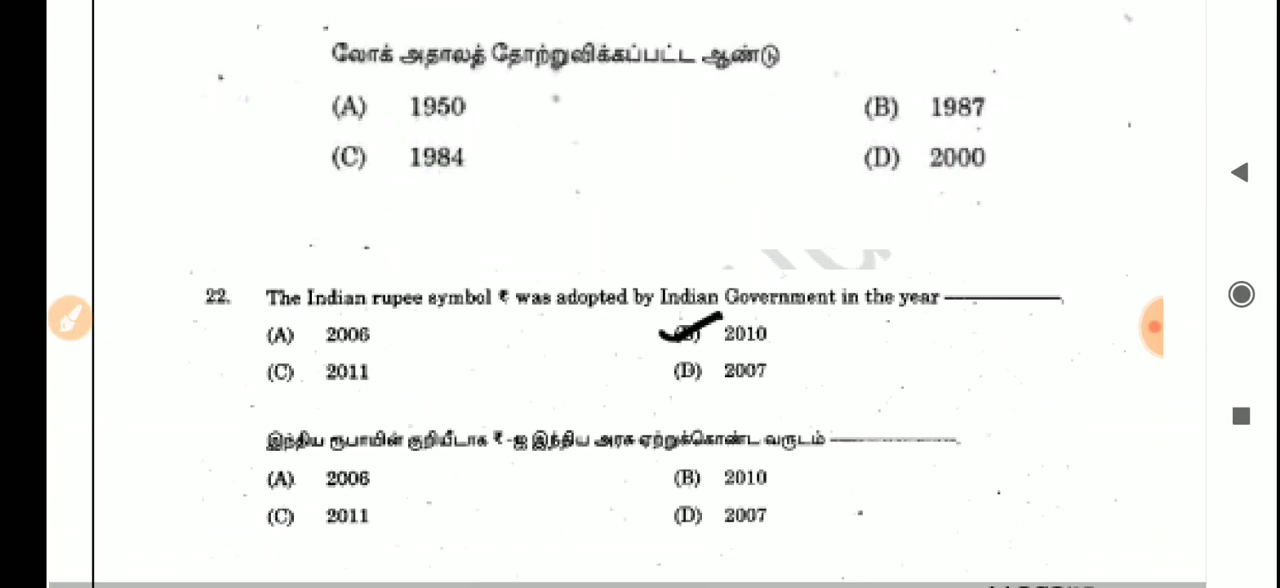 லோக் அதாலத் தோற்றுவிக்கப்பட்ட ஆண்டு
(A) 1950 (B) 1987
(C) 1984 (D) 2000
22. The Indian rupee symbol ₹ was adopted by Indian Government in the year ————.
(A) 2006 (B) 2010
(C) 2011 (D) 2007
இந்திய ரூபாயின் குறியீடாக ₹ -ஐ இந்திய அரசு ஏற்றுக்கொண்ட வருடம் ————.
(A) 2006 (B) 2010
(C) 2011 (D) 2007